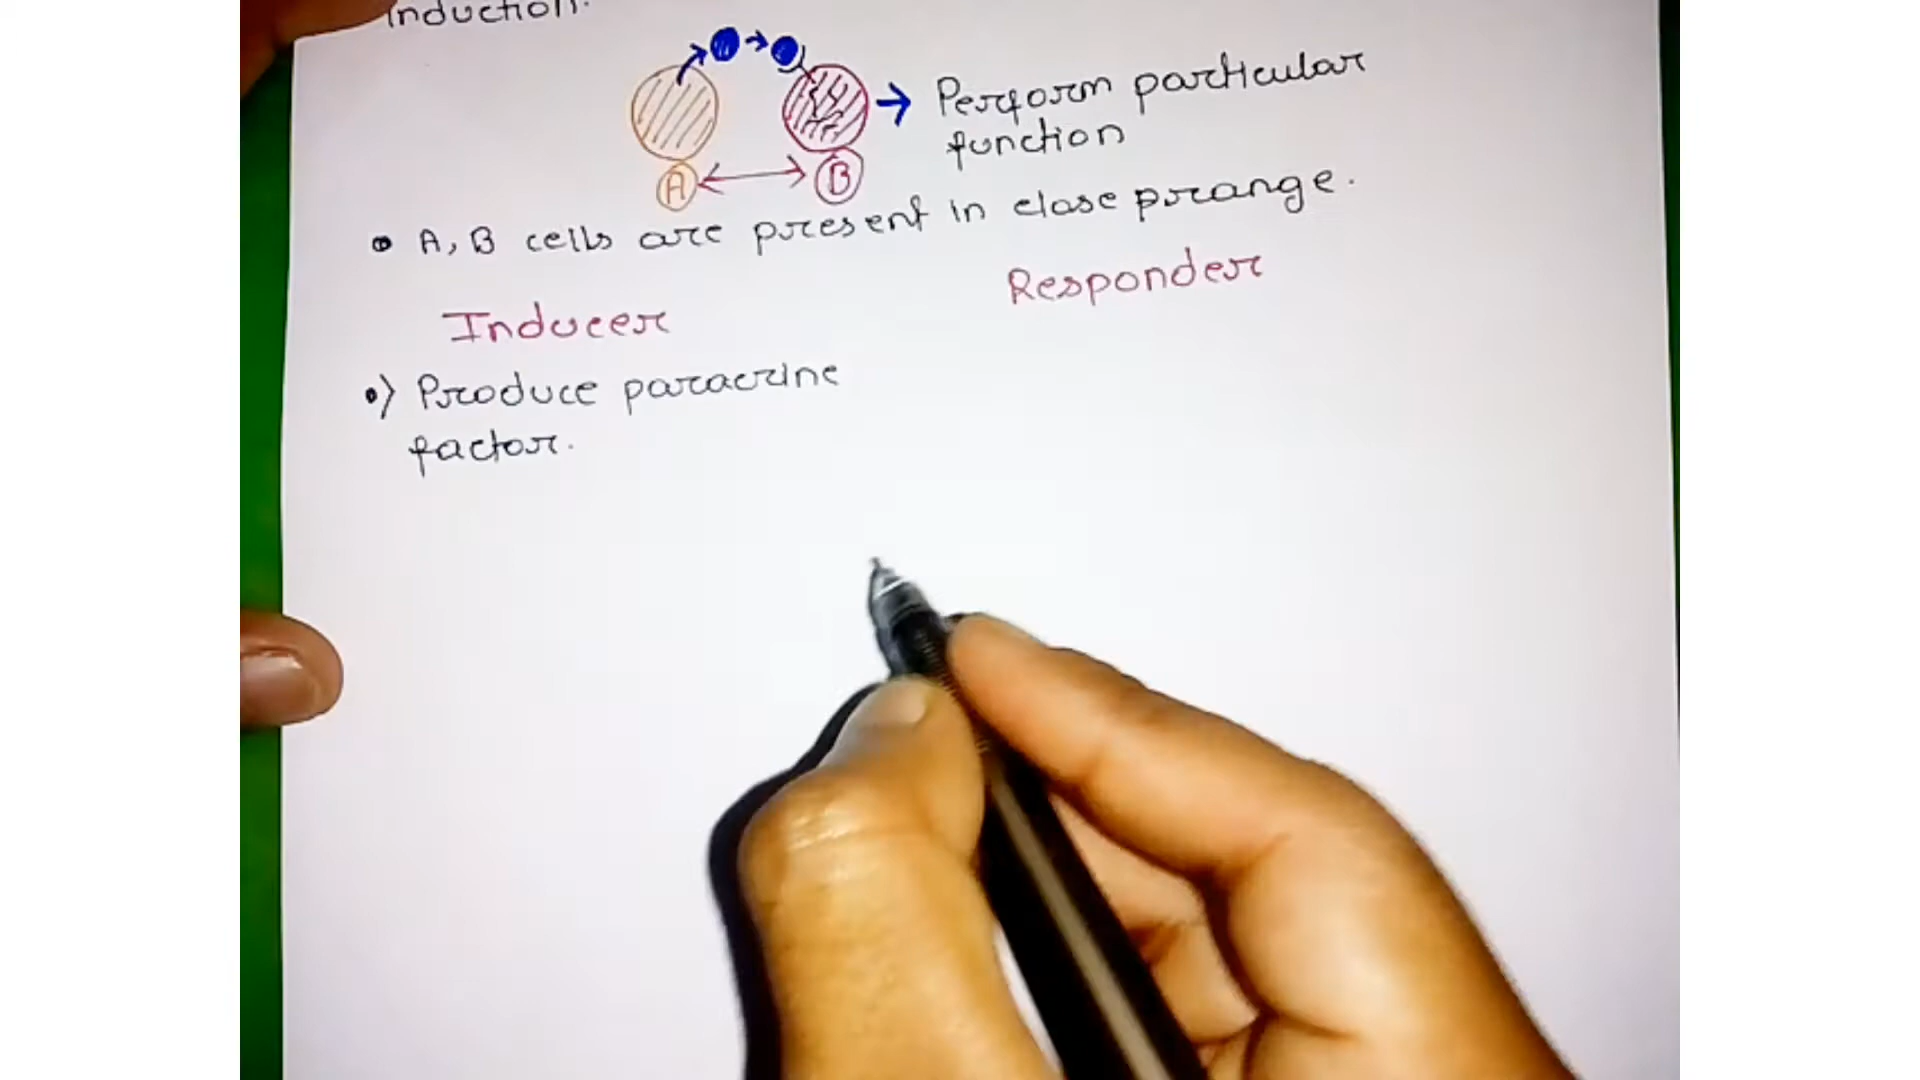 Induction.
Perform particular
function
A
B
• A, B cells are present in close prange.
Responder
Inducer
•) Produce paracrine
factor.